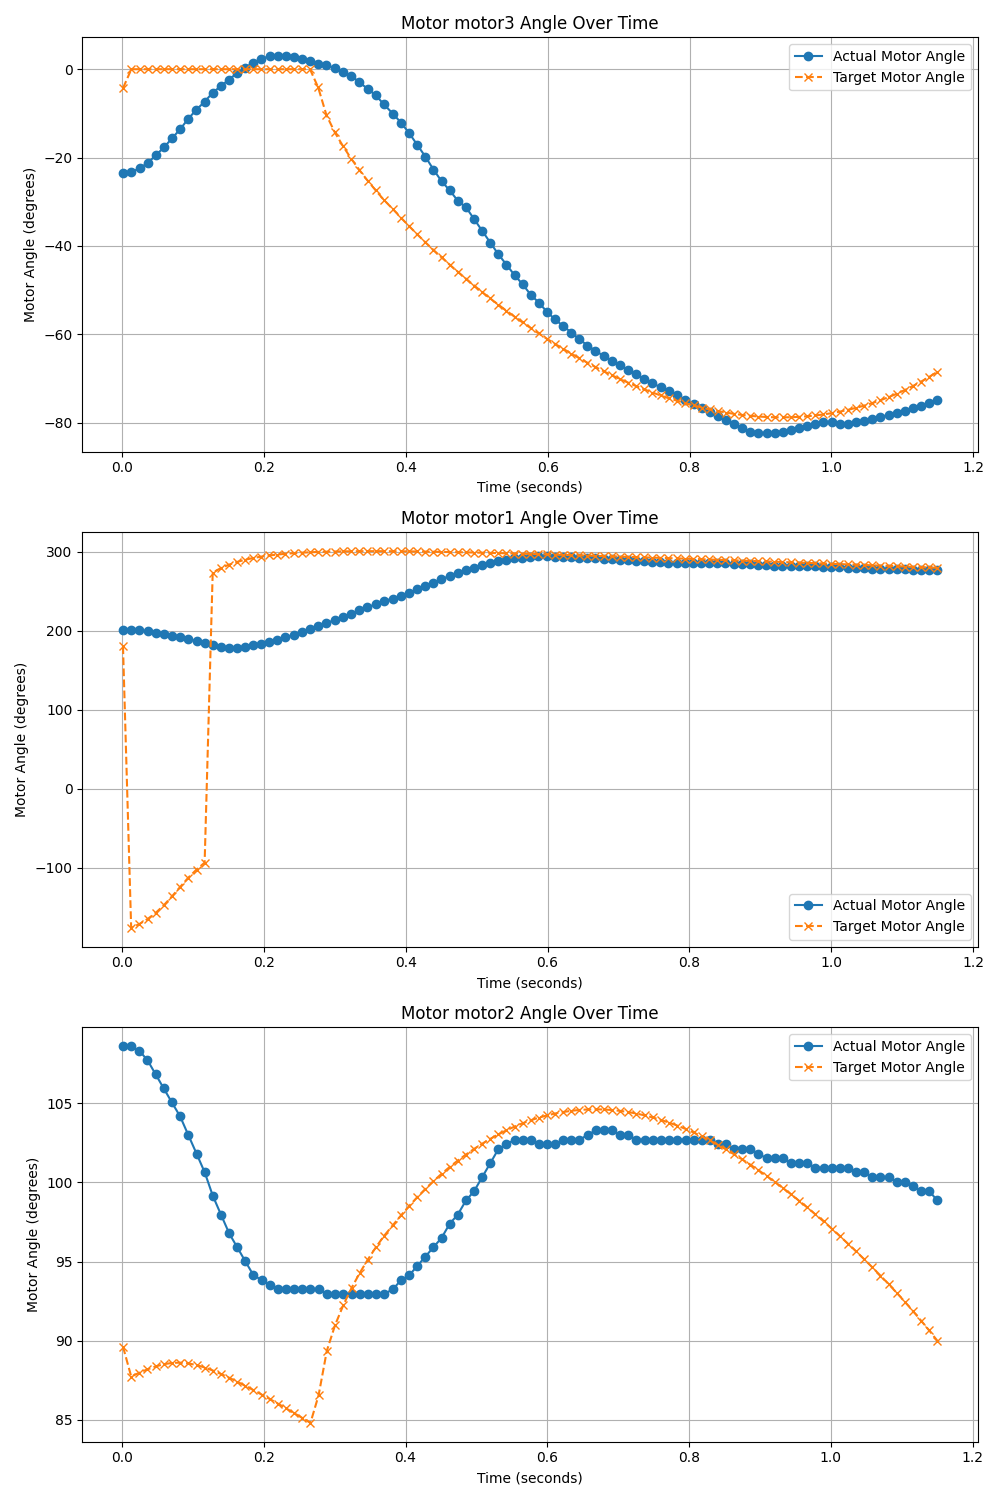 Motor motor3 Angle Over Time
Actual Motor Angle
Target Motor Angle
Motor Angle (degrees)
0
−20
−40
−60
−80
0.0 0.2 0.4 0.6 0.8 1.0 1.2
Time (seconds)
Motor motor1 Angle Over Time
Motor Angle (degrees)
300
200
100
0
−100
Actual Motor Angle
Target Motor Angle
0.0 0.2 0.4 0.6 0.8 1.0 1.2
Time (seconds)
Motor motor2 Angle Over Time
Actual Motor Angle
Target Motor Angle
Motor Angle (degrees)
105
100
95
90
85
0.0 0.2 0.4 0.6 0.8 1.0 1.2
Time (seconds)